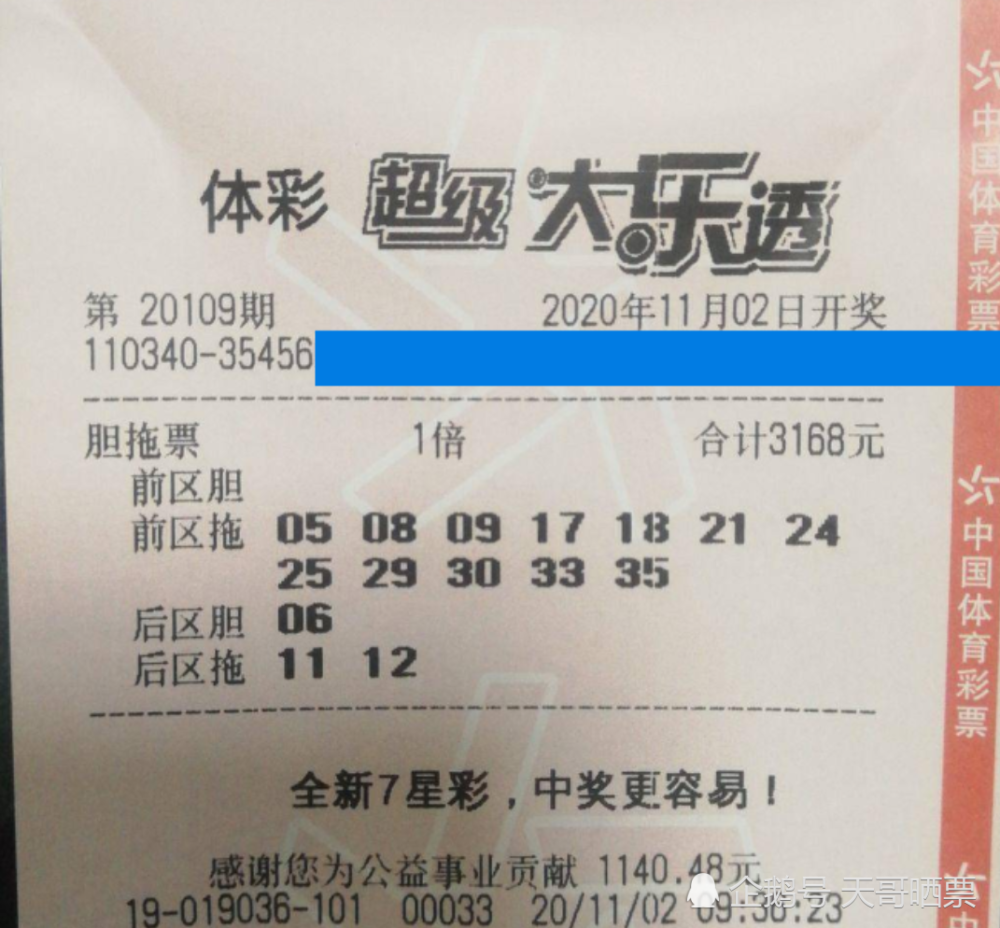 体彩 超级大乐透
第 20109期 2020年11月02日开奖
110340-35456
胆拖票 1倍 合计3168元
前区胆
前区拖 05 08 09 17 18 21 24
25 29 30 33 35
后区胆 06
后区拖 11 12
全新7星彩，中奖更容易！
感谢您为公益事业贡献 1140.48元
19-019036-101 00033 20/11/02 09:38:23
企鹅号 天哥晒票
中国体育彩票
中国体育彩票
中